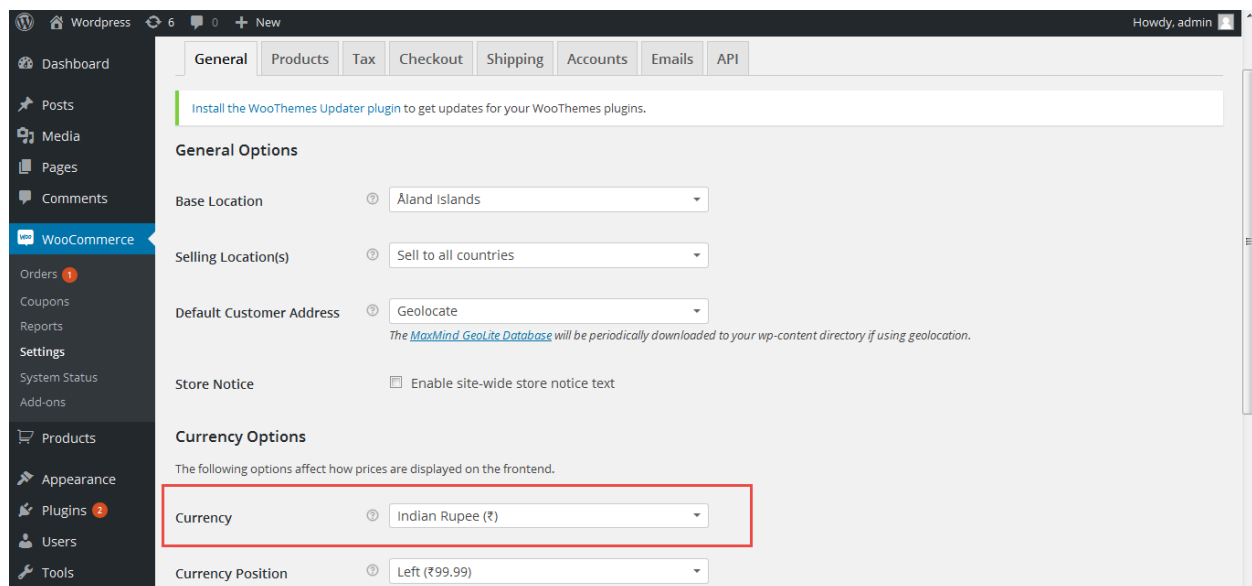 Wordpress 6 0 + New Howdy, admin
Dashboard
Posts
Media
Pages
Comments
WooCommerce
Orders 1
Coupons
Reports
Settings
System Status
Add-ons
Products
Appearance
Plugins 2
Users
Tools
General Products Tax Checkout Shipping Accounts Emails API
Install the WooThemes Updater plugin to get updates for your WooThemes plugins.
General Options
Base Location ? Åland Islands
Selling Location(s) ? Sell to all countries
Default Customer Address ? Geolocate
The MaxMind GeoLite Database will be periodically downloaded to your wp-content directory if using geolocation.
Store Notice Enable site-wide store notice text
Currency Options
The following options affect how prices are displayed on the frontend.
Currency ? Indian Rupee (₹)
Currency Position ? Left (₹99.99)